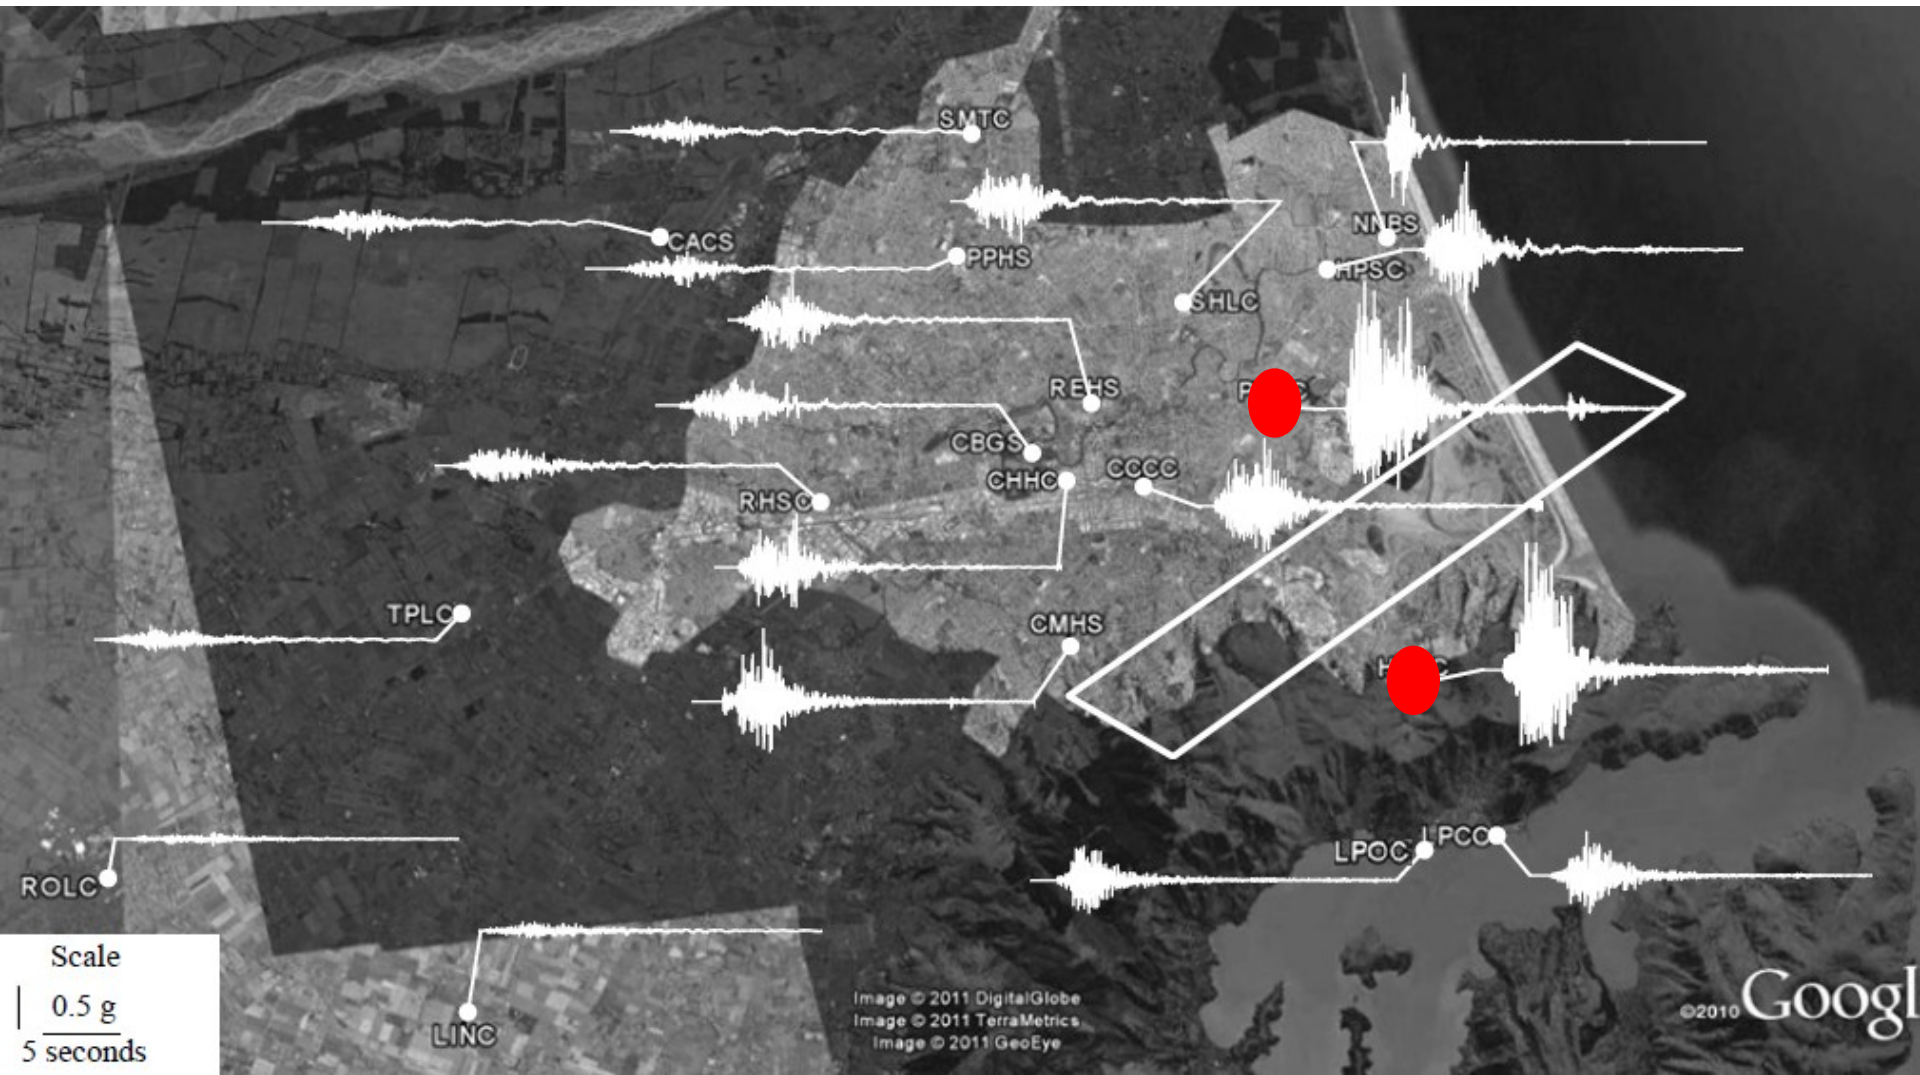 SMTC
NNBS
CACS
PPHS
HPSC
SHLC
REHS
CBGS
CHHC
CCCC
RHSC
TPLC
CMHS
LPOC
LPCC
ROLC
LINC
Scale
0.5 g
5 seconds
Image © 2011 DigitalGlobe
Image © 2011 TerraMetrics
Image © 2011 GeoEye
©2010 Googl